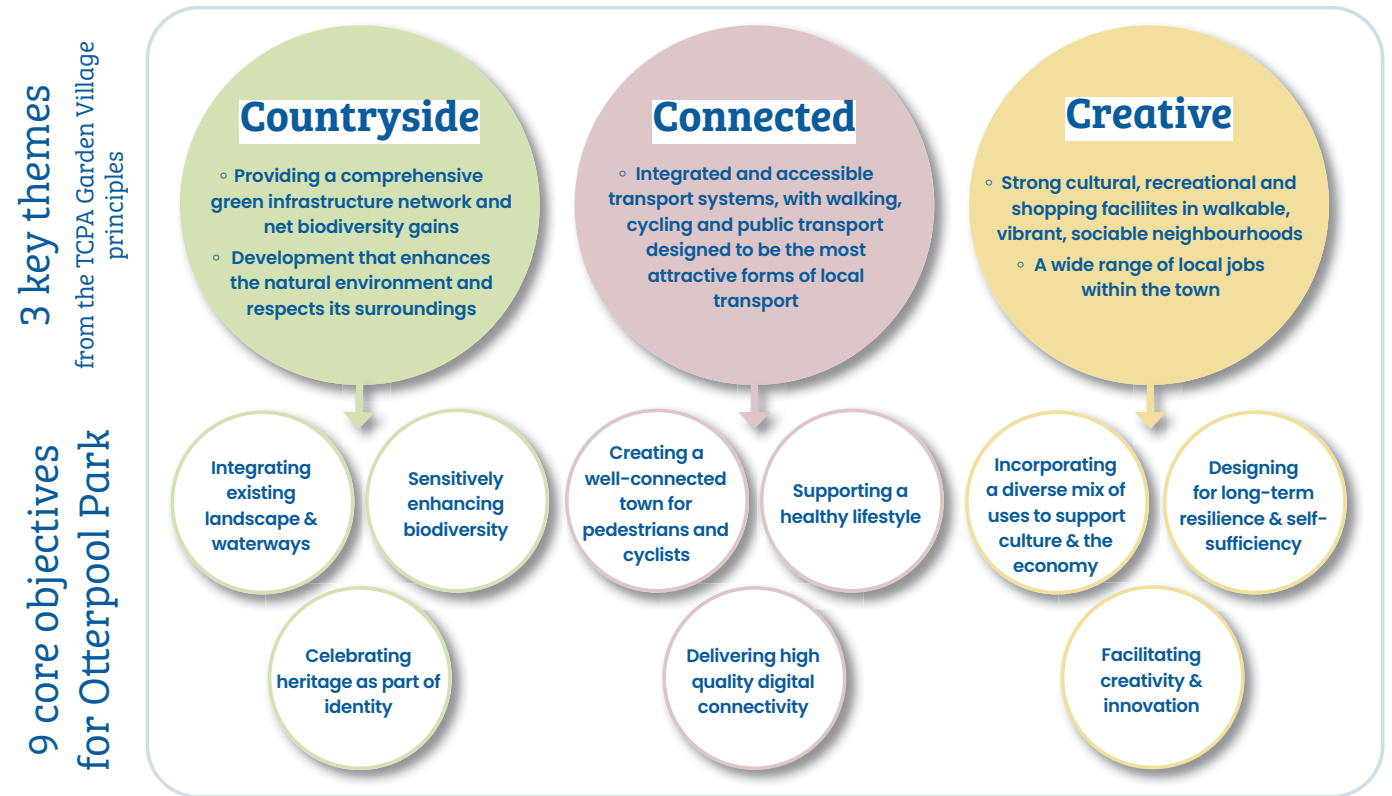 3 key themes
from the TCPA Garden Village
principles
Countryside
◦ Providing a comprehensive
green infrastructure network and
net biodiversity gains
◦ Development that enhances
the natural environment and
respects its surroundings
Connected
◦ Integrated and accessible
transport systems, with walking,
cycling and public transport
designed to be the most
attractive forms of local
transport
Creative
◦ Strong cultural, recreational and
shopping faciliites in walkable,
vibrant, sociable neighbourhoods
◦ A wide range of local jobs
within the town
9 core objectives
for Otterpool Park
Integrating
existing
landscape &
waterways
Sensitively
enhancing
biodiversity
Celebrating
heritage as part of
identity
Creating a
well-connected
town for
pedestrians and
cyclists
Supporting a
healthy lifestyle
Delivering high
quality digital
connectivity
Incorporating
a diverse mix of
uses to support
culture & the
economy
Designing
for long-term
resilience & self-
sufficiency
Facilitating
creativity &
innovation